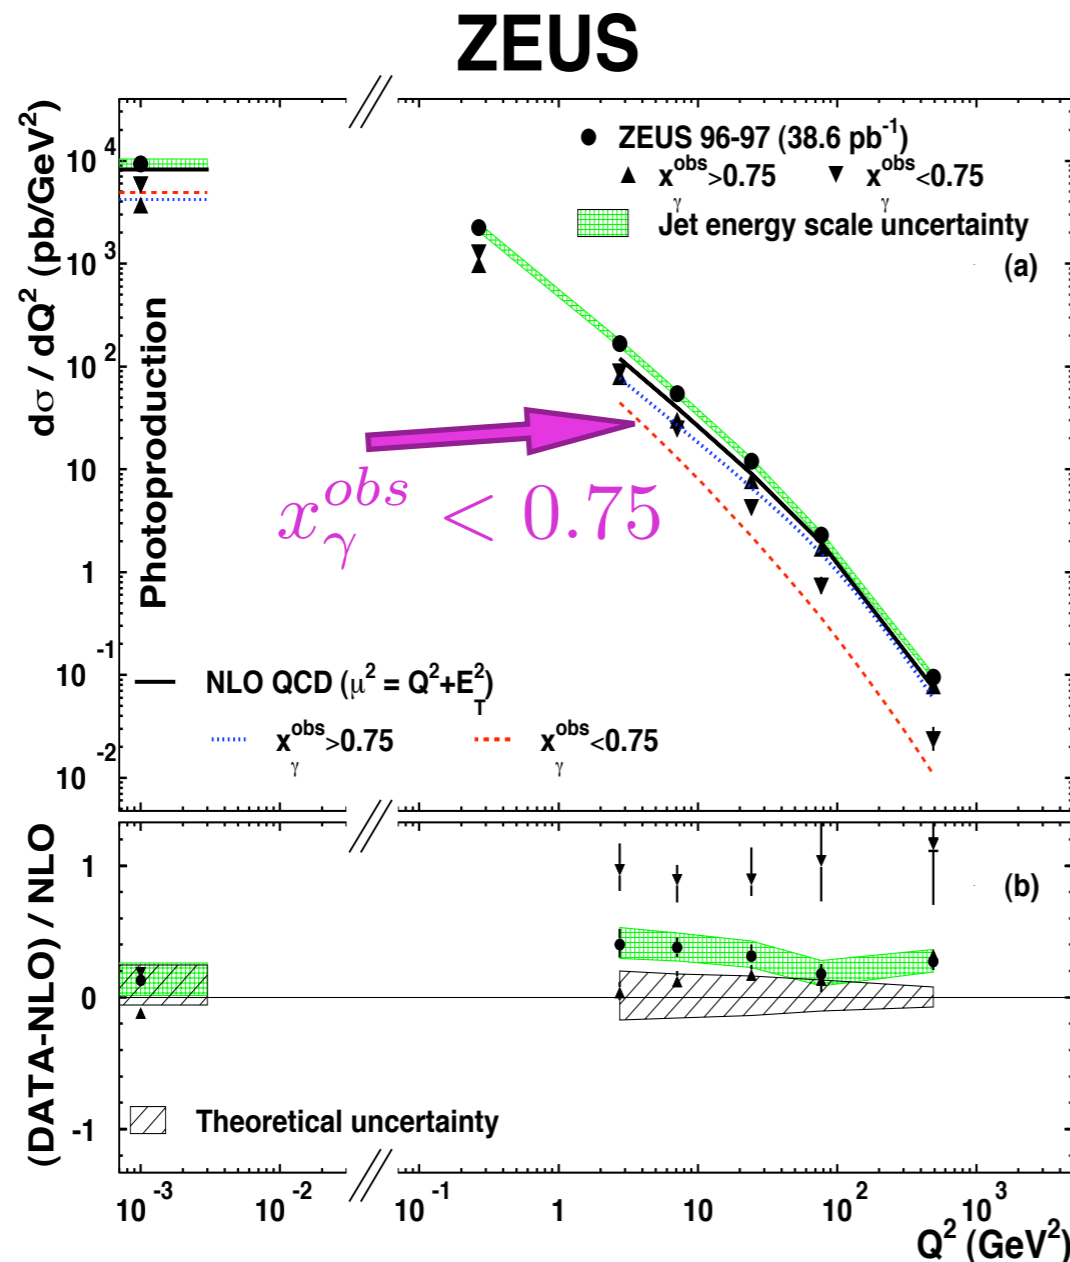 ZEUS
dσ / dQ² (pb/GeV²)
10⁴
10³
10²
10
1
10⁻¹
10⁻²
ZEUS 96-97 (38.6 pb⁻¹)
x_γ^obs>0.75 x_γ^obs<0.75
Jet energy scale uncertainty
(a)
Photoproduction
x_γ^obs < 0.75
NLO QCD (μ² = Q²+E_T²)
x_γ^obs>0.75 x_γ^obs<0.75
(DATA-NLO) / NLO
1
0
-1
(b)
Theoretical uncertainty
10⁻³ 10⁻² 10⁻¹ 1 10 10² 10³
Q² (GeV²)